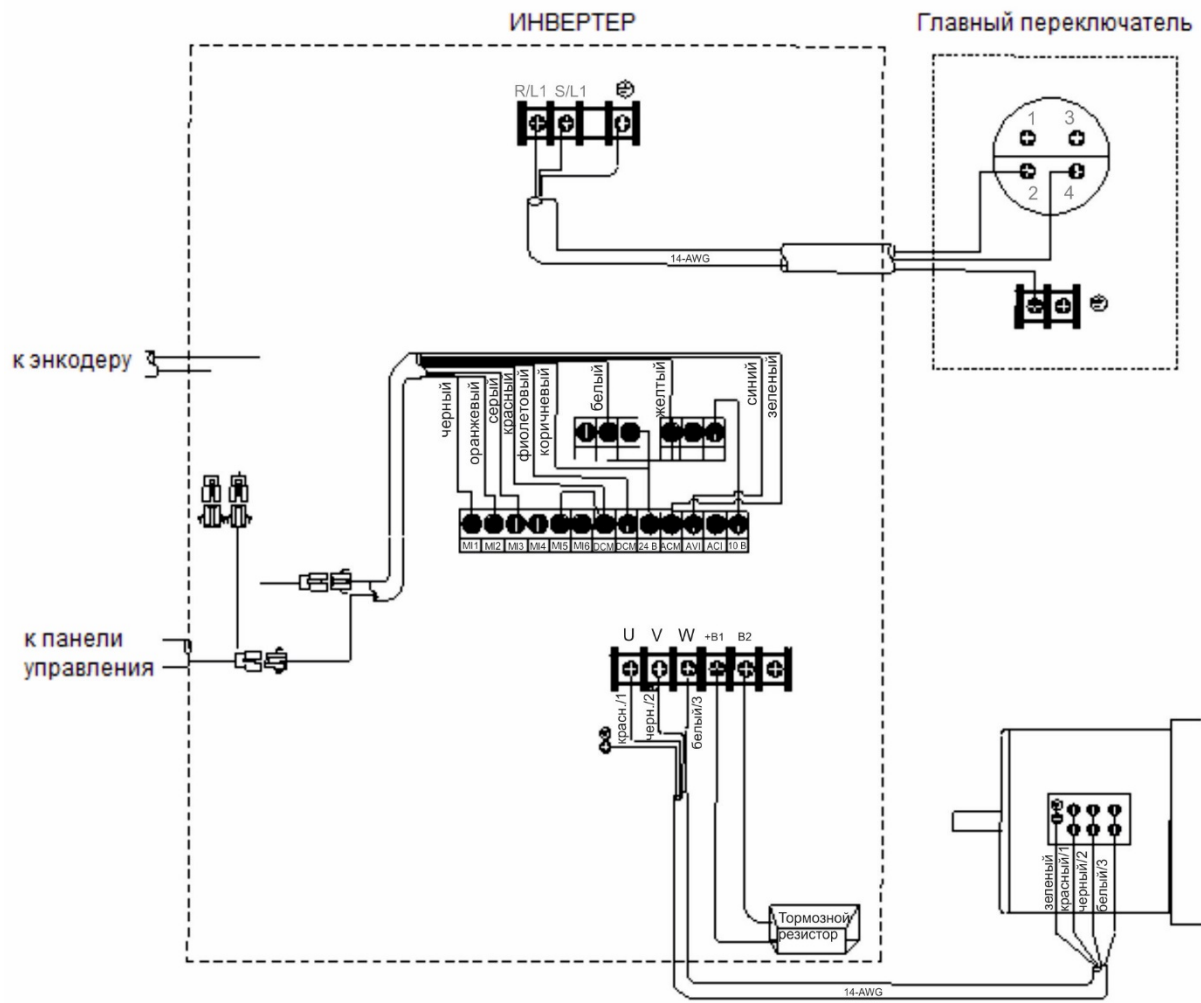 ИНВЕРТЕР
Главный переключатель
R/L1 S/L1
1 3
2 4
14-AWG
к энкодеру
черный
оранжевый
серый
красный
фиолетовый
коричневый
белый
желтый
синий
зеленый
MI1 MI2 MI3 MI4 MI5 MI6 DCM DCM 24 В ACM AVI ACI 10 В
к панели
управления
U V W +B1 B2
красн./1
черн./2
белый/3
зеленый
красный/1
черный/2
белый/3
Тормозной
резистор
14-AWG